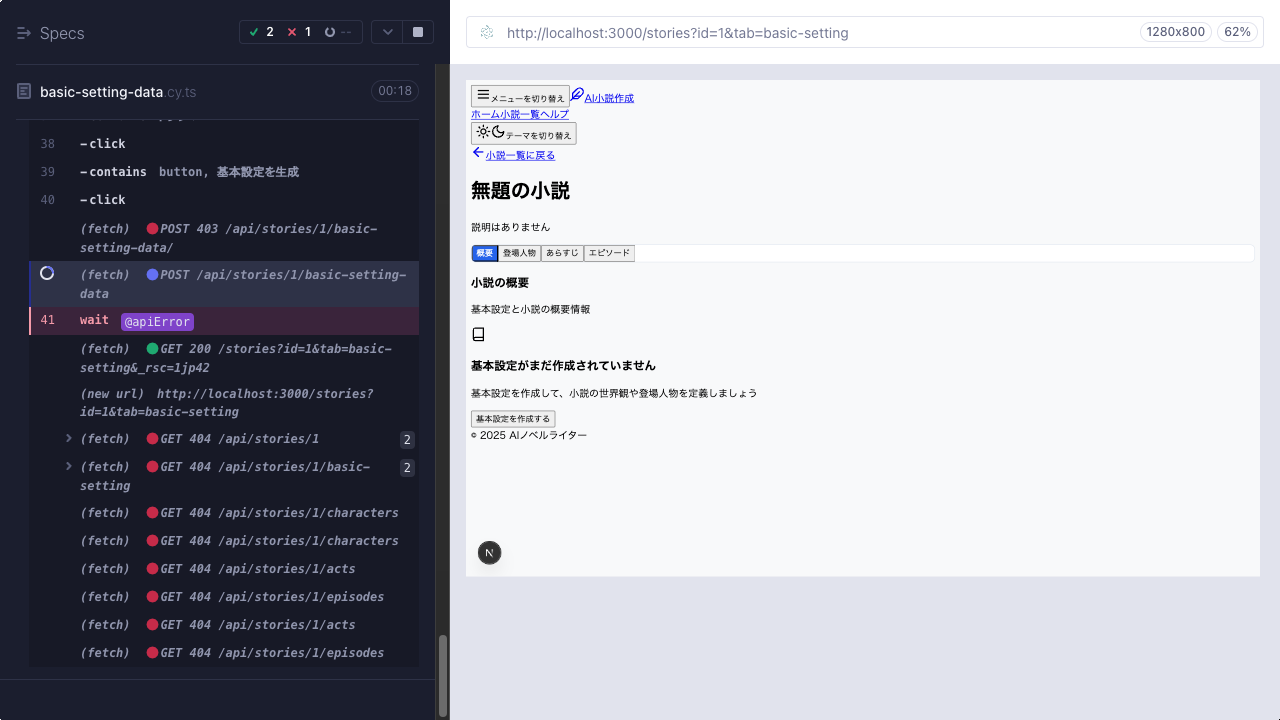 Specs
2
1
--
http://localhost:3000/stories?id=1&tab=basic-setting
1280x800
62%
basic-setting-data.cy.ts
00:18
38 -click
39 -contains button, 基本設定を生成
40 -click
(fetch) POST 403 /api/stories/1/basic-
setting-data/
(fetch) POST /api/stories/1/basic-setting-
data
41 wait @apiError
(fetch) GET 200 /stories?id=1&tab=basic-
setting&_rsc=1jp42
(new url) http://localhost:3000/stories?
id=1&tab=basic-setting
(fetch) GET 404 /api/stories/1 2
(fetch) GET 404 /api/stories/1/basic- 2
setting
(fetch) GET 404 /api/stories/1/characters
(fetch) GET 404 /api/stories/1/characters
(fetch) GET 404 /api/stories/1/acts
(fetch) GET 404 /api/stories/1/episodes
(fetch) GET 404 /api/stories/1/acts
(fetch) GET 404 /api/stories/1/episodes
メニューを切り替え AI小説作成
ホーム小説一覧ヘルプ
テーマを切り替え
小説一覧に戻る
無題の小説
説明はありません
概要 登場人物 あらすじ エピソード
小説の概要
基本設定と小説の概要情報
基本設定がまだ作成されていません
基本設定を作成して、小説の世界観や登場人物を定義しましょう
基本設定を作成する
© 2025 AIノベルライター
N